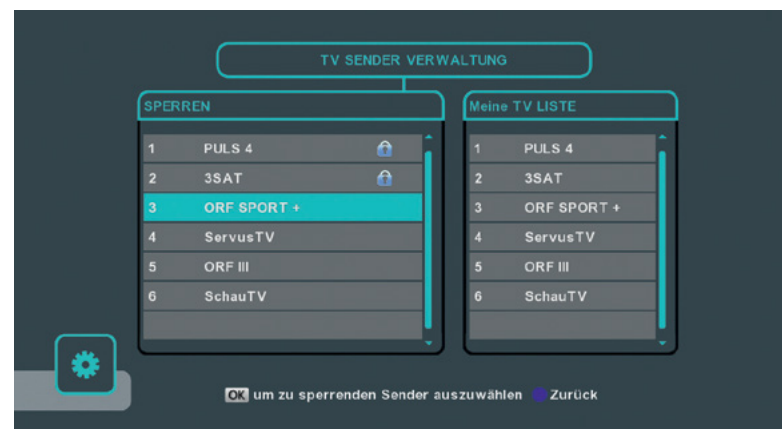 TV SENDER VERWALTUNG
SPERREN
1 PULS 4
2 3SAT
3 ORF SPORT +
4 ServusTV
5 ORF III
6 SchauTV
Meine TV LISTE
1 PULS 4
2 3SAT
3 ORF SPORT +
4 ServusTV
5 ORF III
6 SchauTV
OK um zu sperrenden Sender auszuwählen Zurück